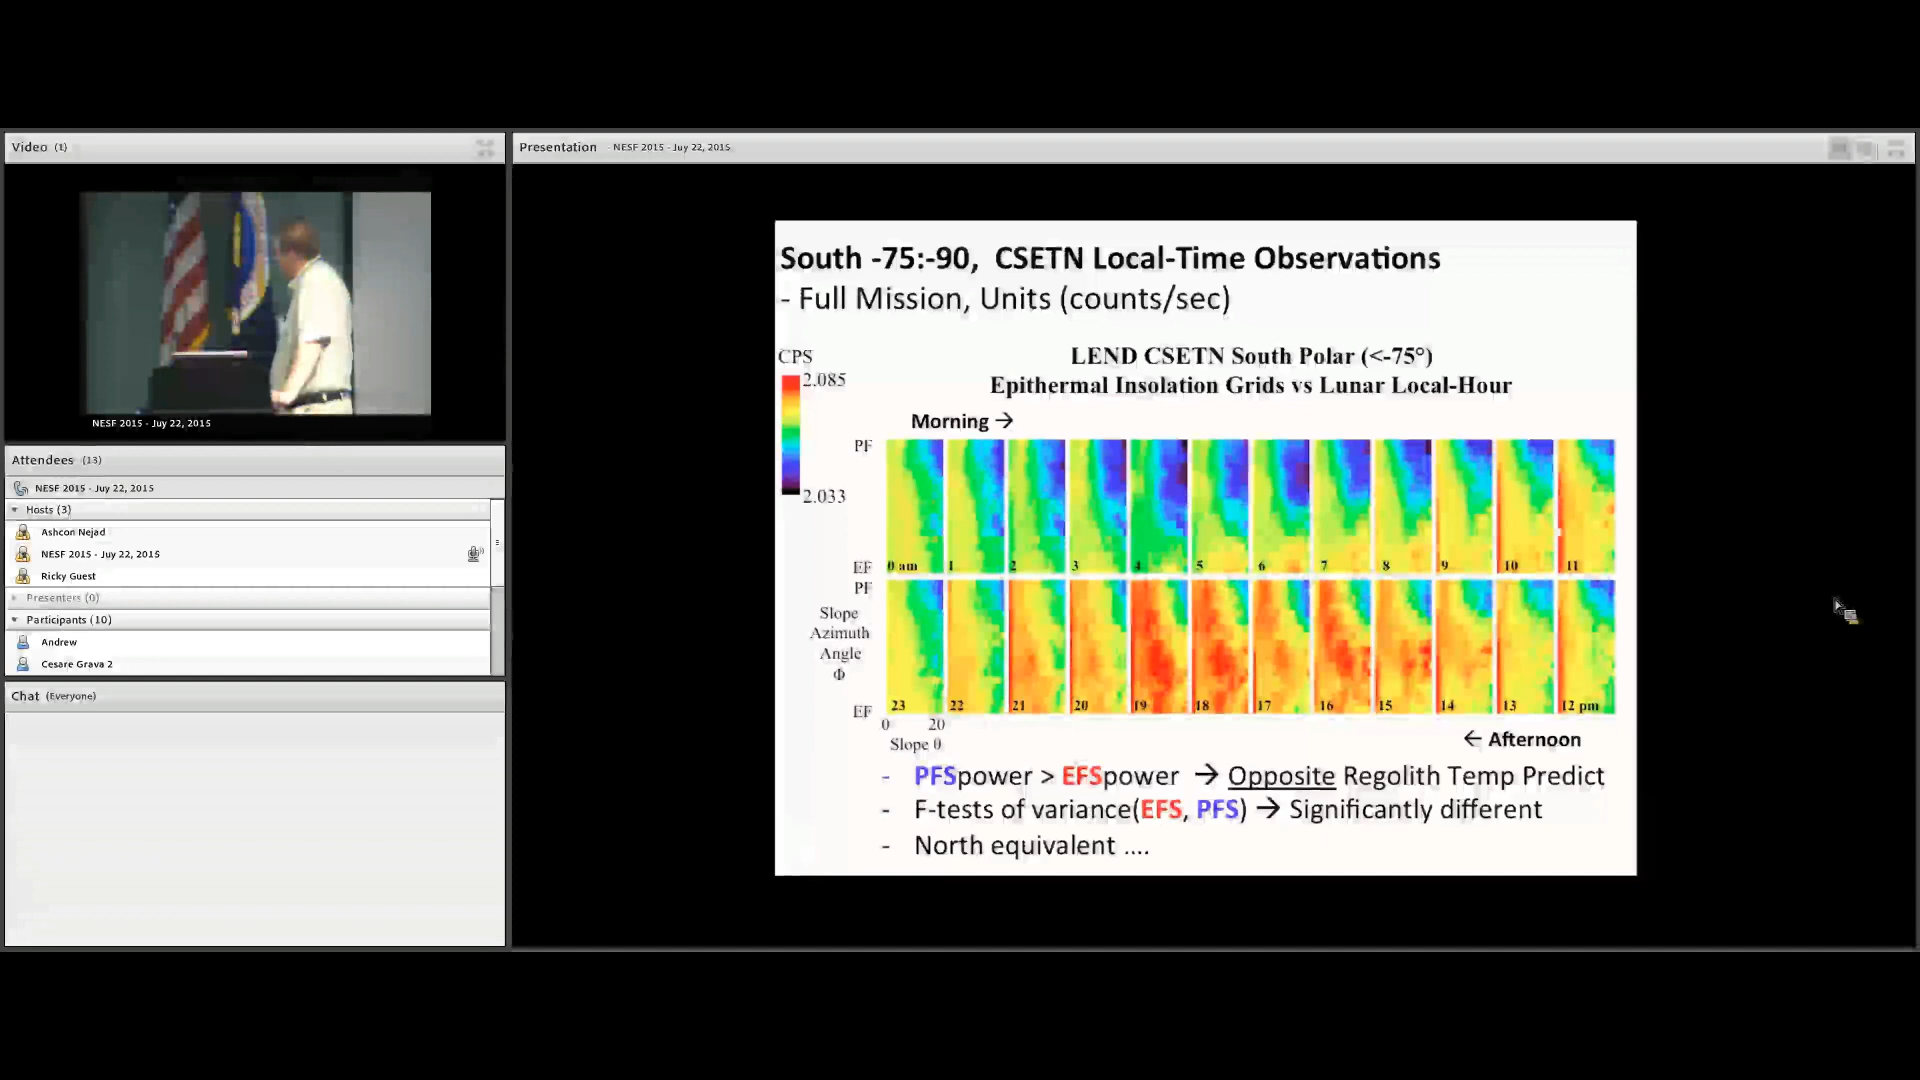 Video (1)
NESF 2015 - Juy 22, 2015
Attendees (13)
NESF 2015 - Juy 22, 2015
Hosts (3)
Ashcon Nejad
NESF 2015 - Juy 22, 2015
Ricky Guest
Presenters (0)
Participants (10)
Andrew
Cesare Grava 2
Chat (Everyone)
Presentation - NESF 2015 - Juy 22, 2015
South -75:-90, CSETN Local-Time Observations
- Full Mission, Units (counts/sec)
CPS
2.085
2.033
LEND CSETN South Polar (<-75°)
Epithermal Insolation Grids vs Lunar Local-Hour
Morning →
PF
EF 0 am 1 2 3 4 5 6 7 8 9 10 11
PF
Slope
Azimuth
Angle
Φ
EF 23 22 21 20 19 18 17 16 15 14 13 12 pm
0 20
Slope θ
← Afternoon
- PFSpower > EFSpower → Opposite Regolith Temp Predict
- F-tests of variance(EFS, PFS) → Significantly different
- North equivalent ....